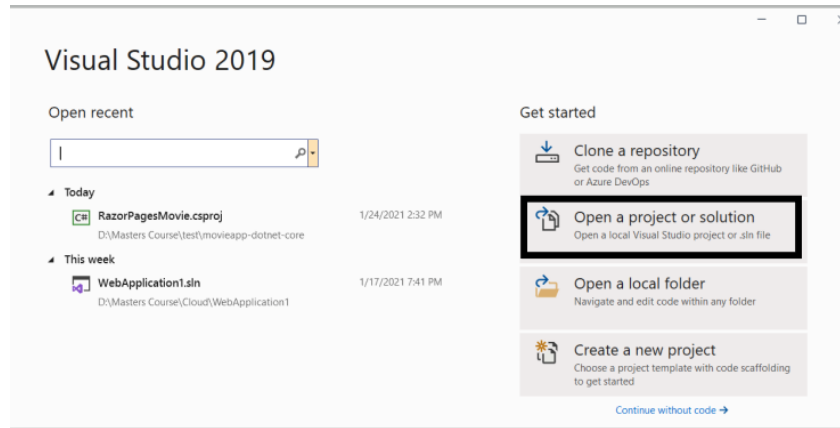 Visual Studio 2019
Open recent
Today
C# RazorPagesMovie.csproj 1/24/2021 2:32 PM
D:\Masters Course\test\movieapp-dotnet-core
This week
WebApplication1.sln 1/17/2021 7:41 PM
D:\Masters Course\Cloud\WebApplication1
Get started
Clone a repository
Get code from an online repository like GitHub
or Azure DevOps
Open a project or solution
Open a local Visual Studio project or .sln file
Open a local folder
Navigate and edit code within any folder
Create a new project
Choose a project template with code scaffolding
to get started
Continue without code →